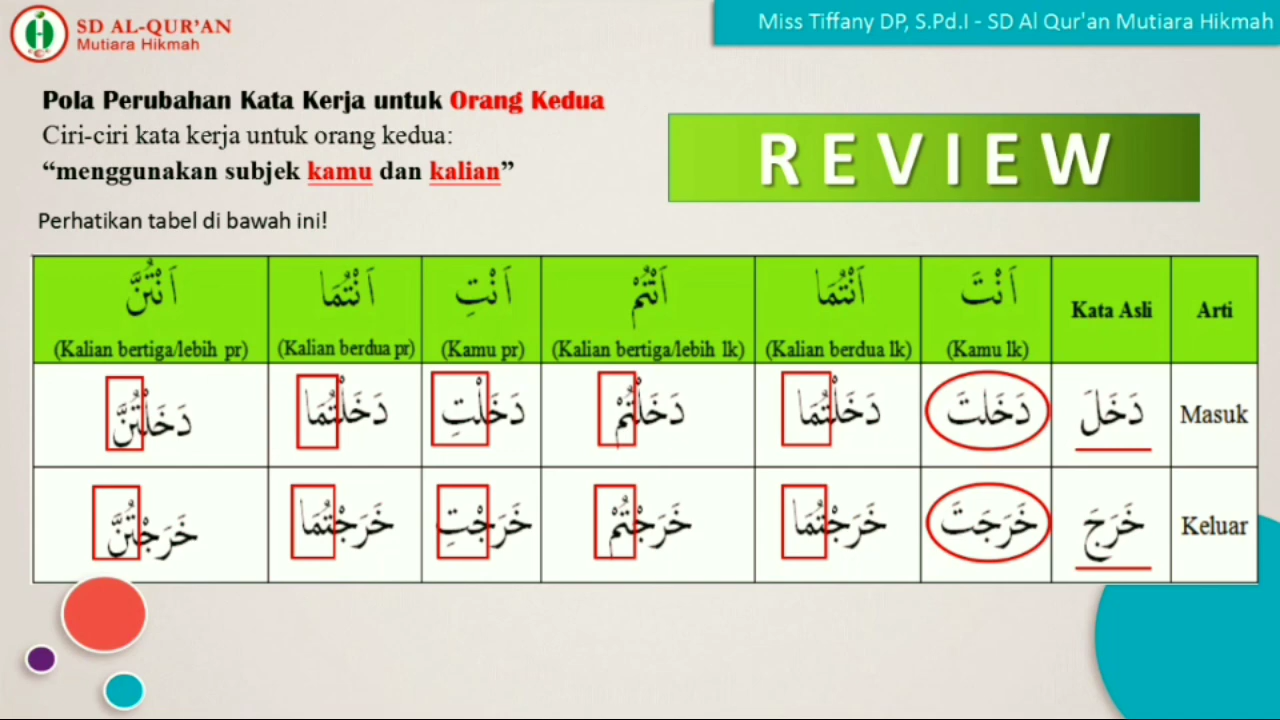 SD AL-QUR'AN
Mutiara Hikmah
Miss Tiffany DP, S.Pd.I - SD Al Qur'an Mutiara Hikmah
Pola Perubahan Kata Kerja untuk Orang Kedua
Ciri-ciri kata kerja untuk orang kedua:
“menggunakan subjek kamu dan kalian”
REVIEW
Perhatikan tabel di bawah ini!
اَنْتُنَّ اَنْتُمَا اَنْتِ اَنْتُمْ اَنْتُمَا اَنْتَ Kata Asli Arti
(Kalian bertiga/lebih pr) (Kalian berdua pr) (Kamu pr) (Kalian bertiga/lebih lk) (Kalian berdua lk) (Kamu lk)
دَخَلْتُنَّ دَخَلْتُمَا دَخَلْتِ دَخَلْتُمْ دَخَلْتُمَا دَخَلتَ دَخَلَ Masuk
خَرَجْتُنَّ خَرَجْتُمَا خَرَجْتِ خَرَجْتُمْ خَرَجْتُمَا خَرَجَتَ خَرَجَ Keluar